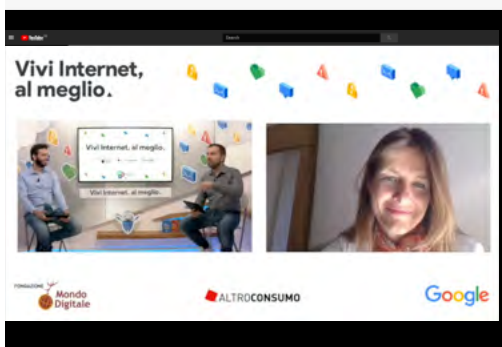 YouTube
Search
Vivi Internet,
al meglio.
Vivi Internet, al meglio.
Vivi Internet, al meglio.
FONDAZIONE
Mondo
Digitale
ALTROCONSUMO
Google